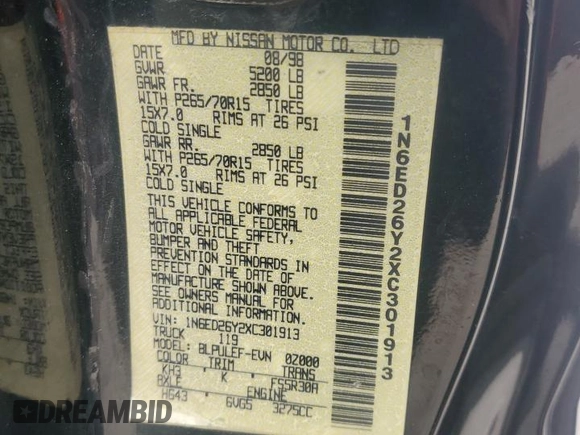 MFD BY NISSAN MOTOR CO. LTD
DATE 08/98
GVWR 5200 LB
GAWR FR. 2850 LB
WITH P265/70R15 TIRES
15X7.0 RIMS AT 26 PSI
COLD SINGLE
GAWR RR. 2850 LB
WITH P265/70R15 TIRES
15X7.0 RIMS AT 26 PSI
COLD SINGLE
THIS VEHICLE CONFORMS TO
ALL APPLICABLE FEDERAL
MOTOR VEHICLE SAFETY,
BUMPER AND THEFT
PREVENTION STANDARDS IN
EFFECT ON THE DATE OF
MANUFACTURE SHOWN ABOVE.
SEE OWNERS MANUAL FOR
ADDITIONAL INFORMATION.
VIN: 1N6ED26Y2XC301913
TRUCK 119
MODEL: BLPULEF-EVN 0Z000
COLOR TRIM TRANS
KH3 K FS5R30A
AXLE ENGINE
HG43 6VG5 3275CC
1N6ED26Y2XC301913
DREAMBID
.COM